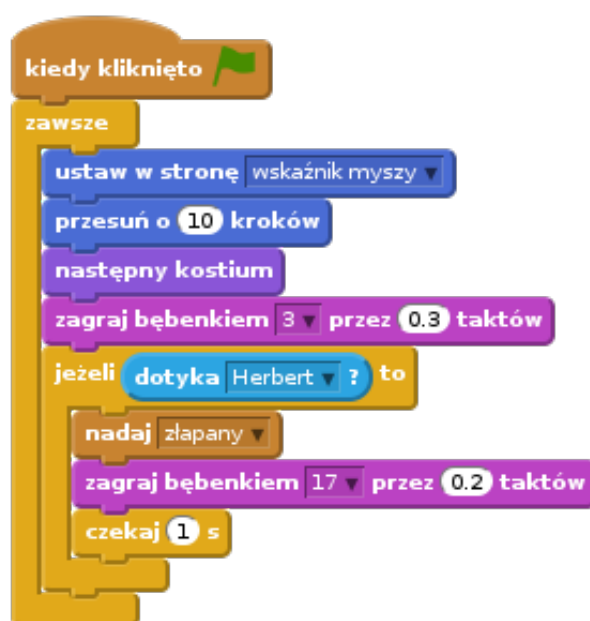 kiedy kliknięto
zawsze
ustaw w stronę wskaźnik myszy
przesuń o 10 kroków
następny kostium
zagraj bębenkiem 3 przez 0.3 taktów
jeżeli dotyka Herbert ? to
nadaj złapany
zagraj bębenkiem 17 przez 0.2 taktów
czekaj 1 s